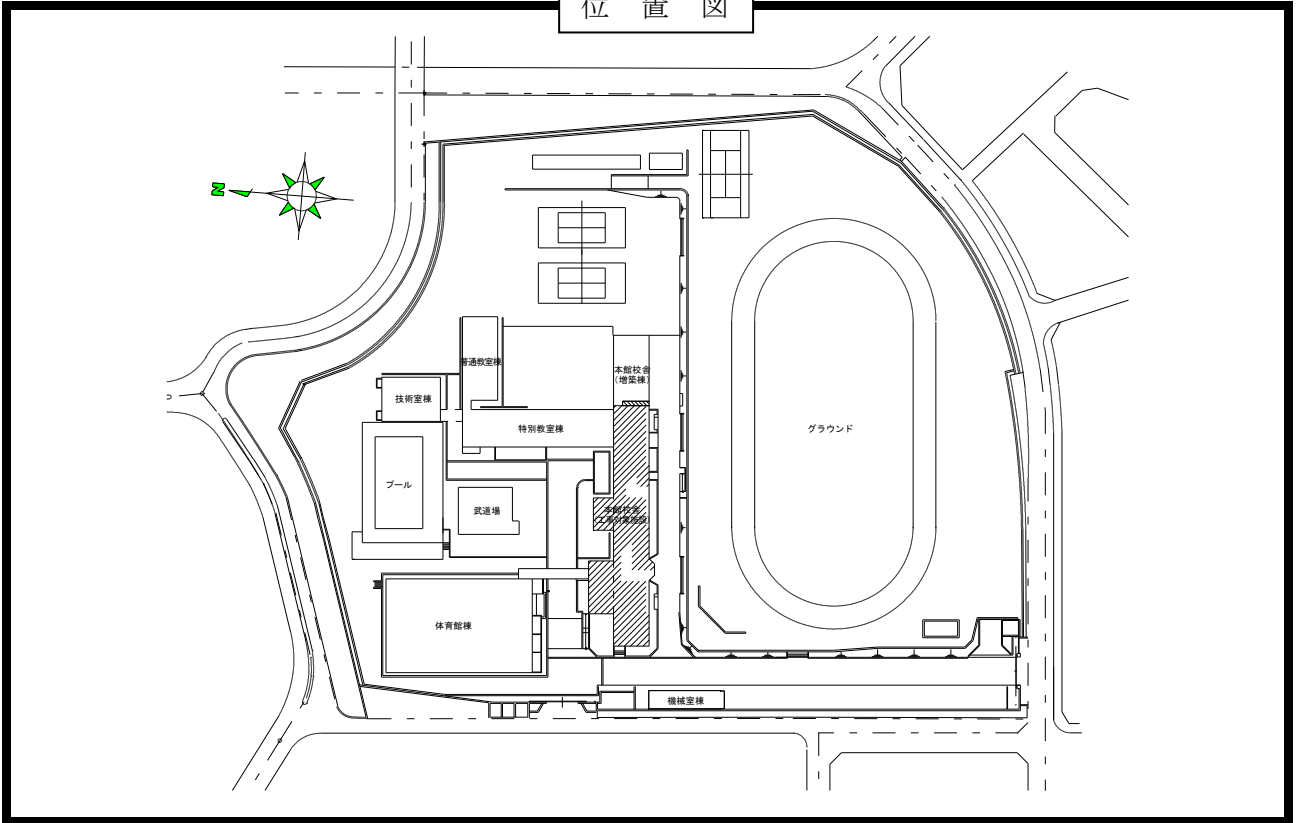 位置図
N
普通教室棟
本館校舎
(増築棟)
技術室棟
特別教室棟
グラウンド
プール
武道場
本館校舎
(工事対象施設)
体育館棟
機械室棟